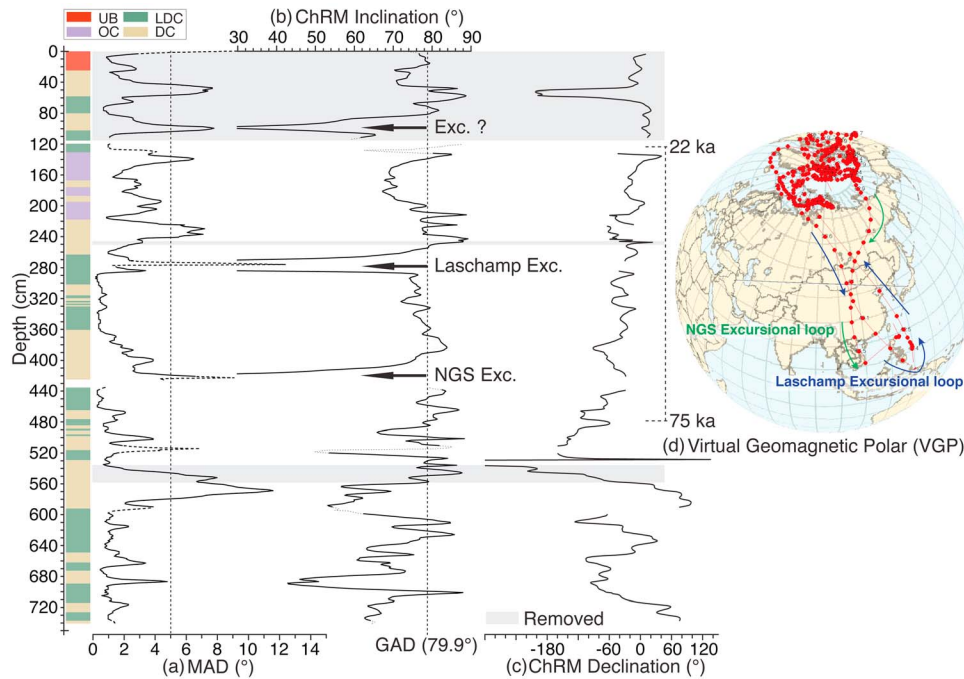 UB LDC
OC DC
(b) ChRM Inclination (°)
30 40 50 60 70 80 90
0
40
80
120
160
200
240
280
320
360
400
440
480
520
560
600
640
680
720
Depth (cm)
Exc. ?
22 ka
Laschamp Exc.
NGS Exc.
NGS Excursional loop
Laschamp Excursional loop
75 ka
(d) Virtual Geomagnetic Polar (VGP)
Removed
0 2 4 6 8 10 12 14
GAD (79.9°)
-180 -60 0 60 120
(a) MAD (°)
(c) ChRM Declination (°)